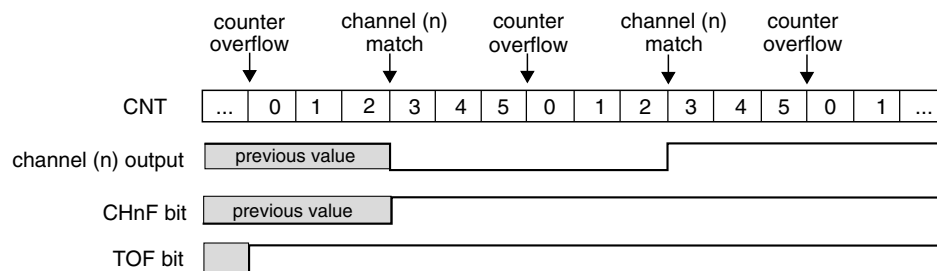 counter overflow
channel (n) match
counter overflow
channel (n) match
counter overflow
CNT ... 0 1 2 3 4 5 0 1 2 3 4 5 0 1 ...
channel (n) output previous value
CHnF bit previous value
TOF bit